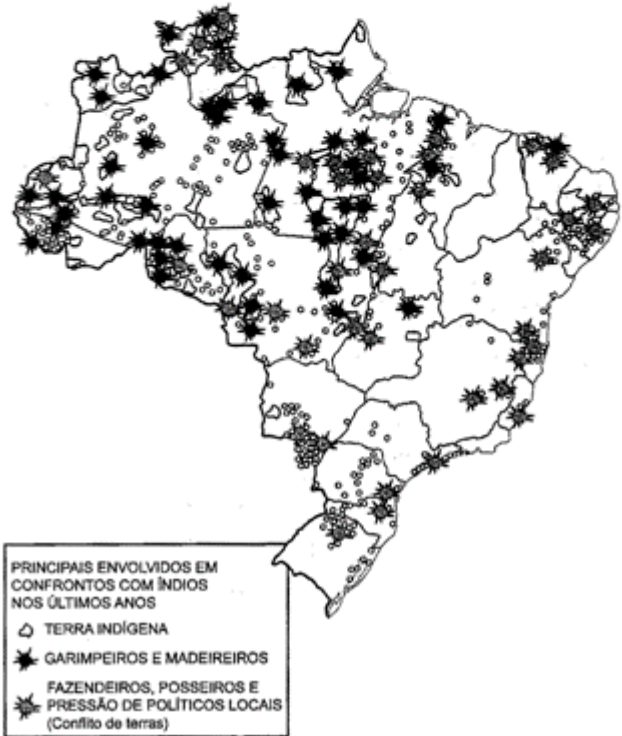 PRINCIPAIS ENVOLVIDOS EM
CONFRONTOS COM ÍNDIOS
NOS ÚLTIMOS ANOS
TERRA INDÍGENA
GARIMPEIROS E MADEIREIROS
FAZENDEIROS, POSSEIROS E
PRESSÃO DE POLÍTICOS LOCAIS
(Conflito de terras)